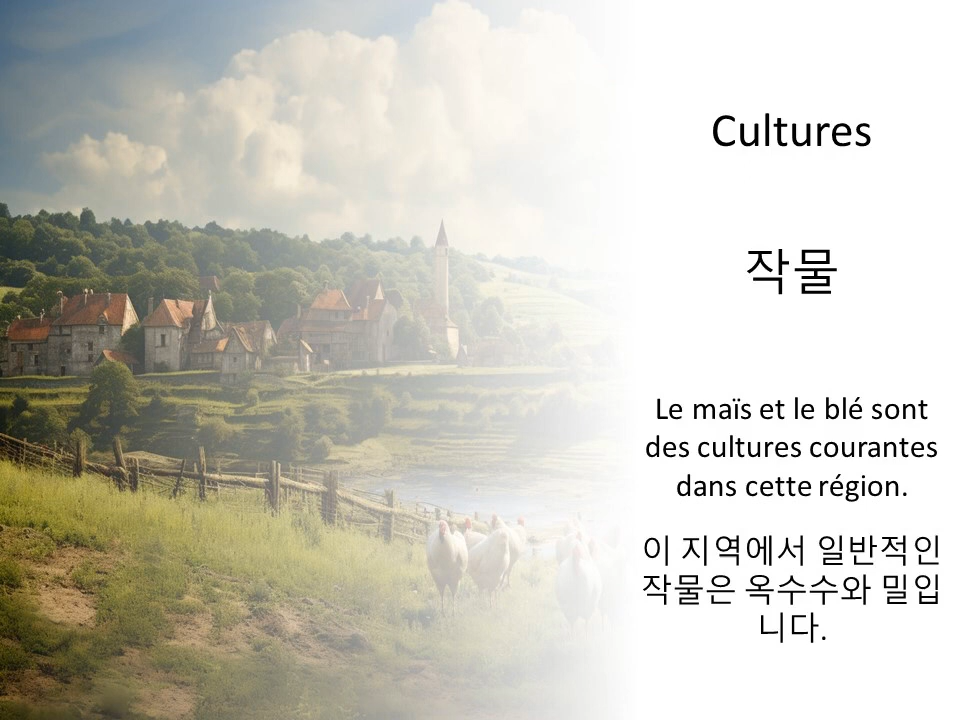 Cultures
작물
Le maïs et le blé sont
des cultures courantes
dans cette région.
이 지역에서 일반적인
작물은 옥수수와 밀입
니다.